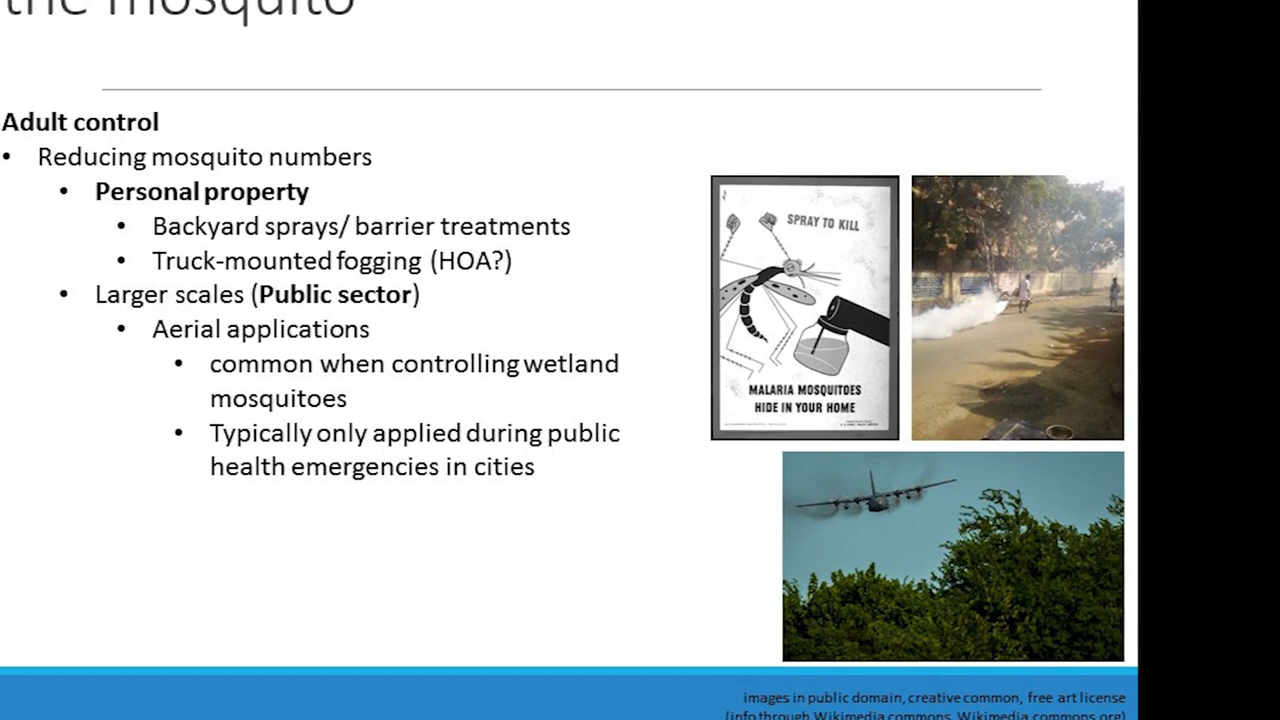 the mosquito
Adult control
• Reducing mosquito numbers
• Personal property
• Backyard sprays/ barrier treatments
• Truck-mounted fogging (HOA?)
• Larger scales (Public sector)
• Aerial applications
• common when controlling wetland
mosquitoes
• Typically only applied during public
health emergencies in cities
SPRAY TO KILL
MALARIA MOSQUITOES
HIDE IN YOUR HOME
images in public domain, creative common, free art license
(info through Wikimedia commons, Wikimedia commons.org)